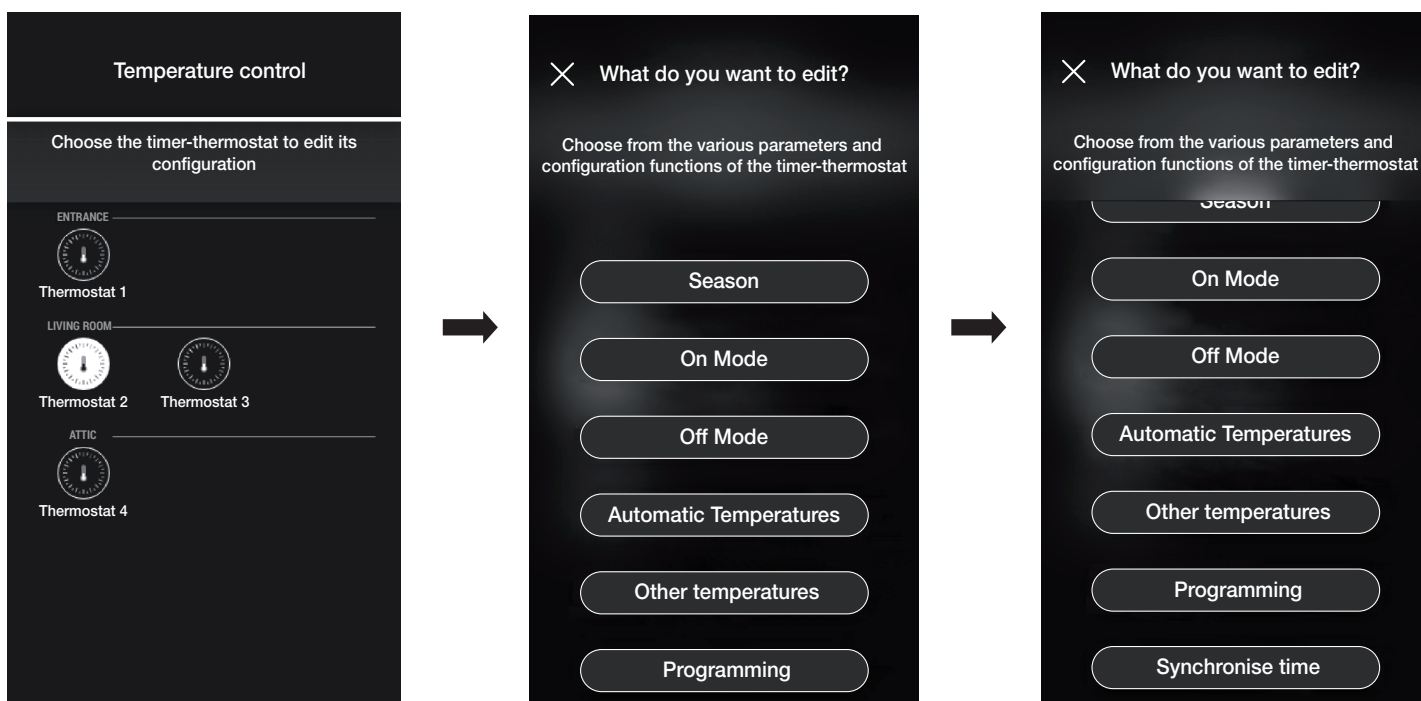 Temperature control
Choose the timer-thermostat to edit its
configuration
ENTRANCE
Thermostat 1
LIVING ROOM
Thermostat 2
Thermostat 3
ATTIC
Thermostat 4
What do you want to edit?
Choose from the various parameters and
configuration functions of the timer-thermostat
Season
On Mode
Off Mode
Automatic Temperatures
Other temperatures
Programming
What do you want to edit?
Choose from the various parameters and
configuration functions of the timer-thermostat
Season
On Mode
Off Mode
Automatic Temperatures
Other temperatures
Programming
Synchronise time